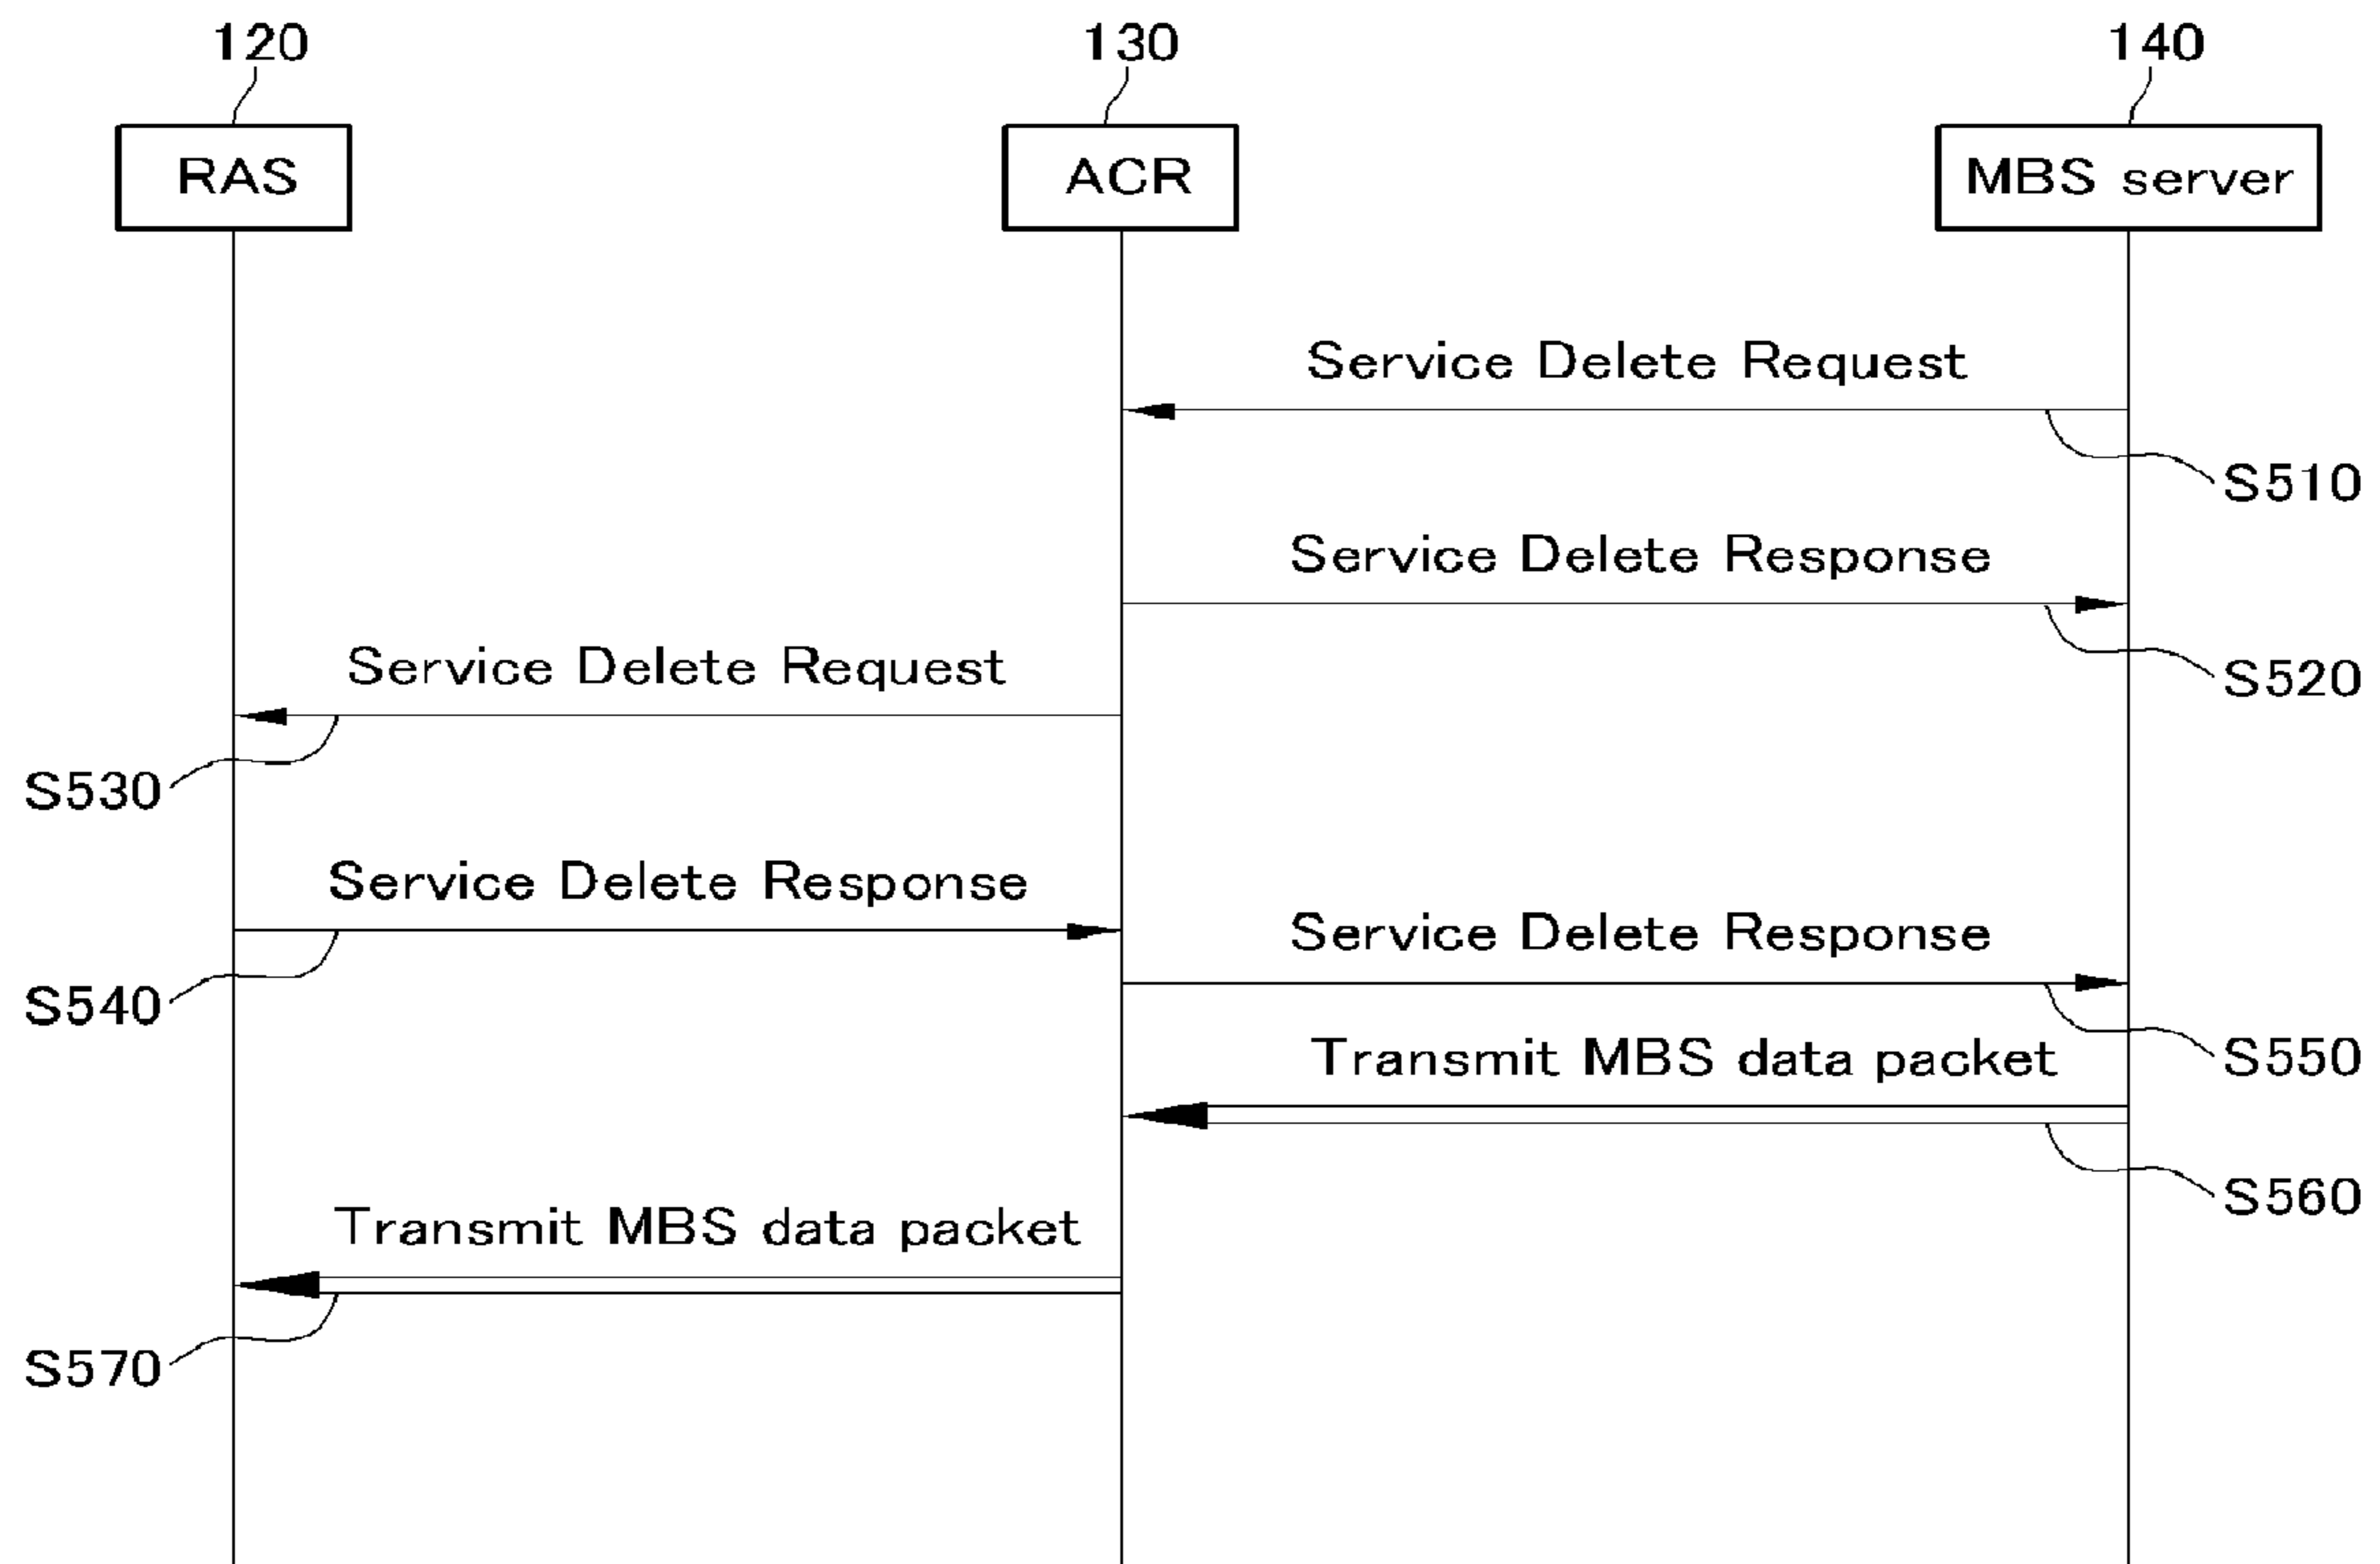 120
130
140
RAS
ACR
MBS server
Service Delete Request
S510
Service Delete Response
S520
Service Delete Request
S530
Service Delete Response
S540
Service Delete Response
S550
Transmit MBS data packet
S560
Transmit MBS data packet
S570